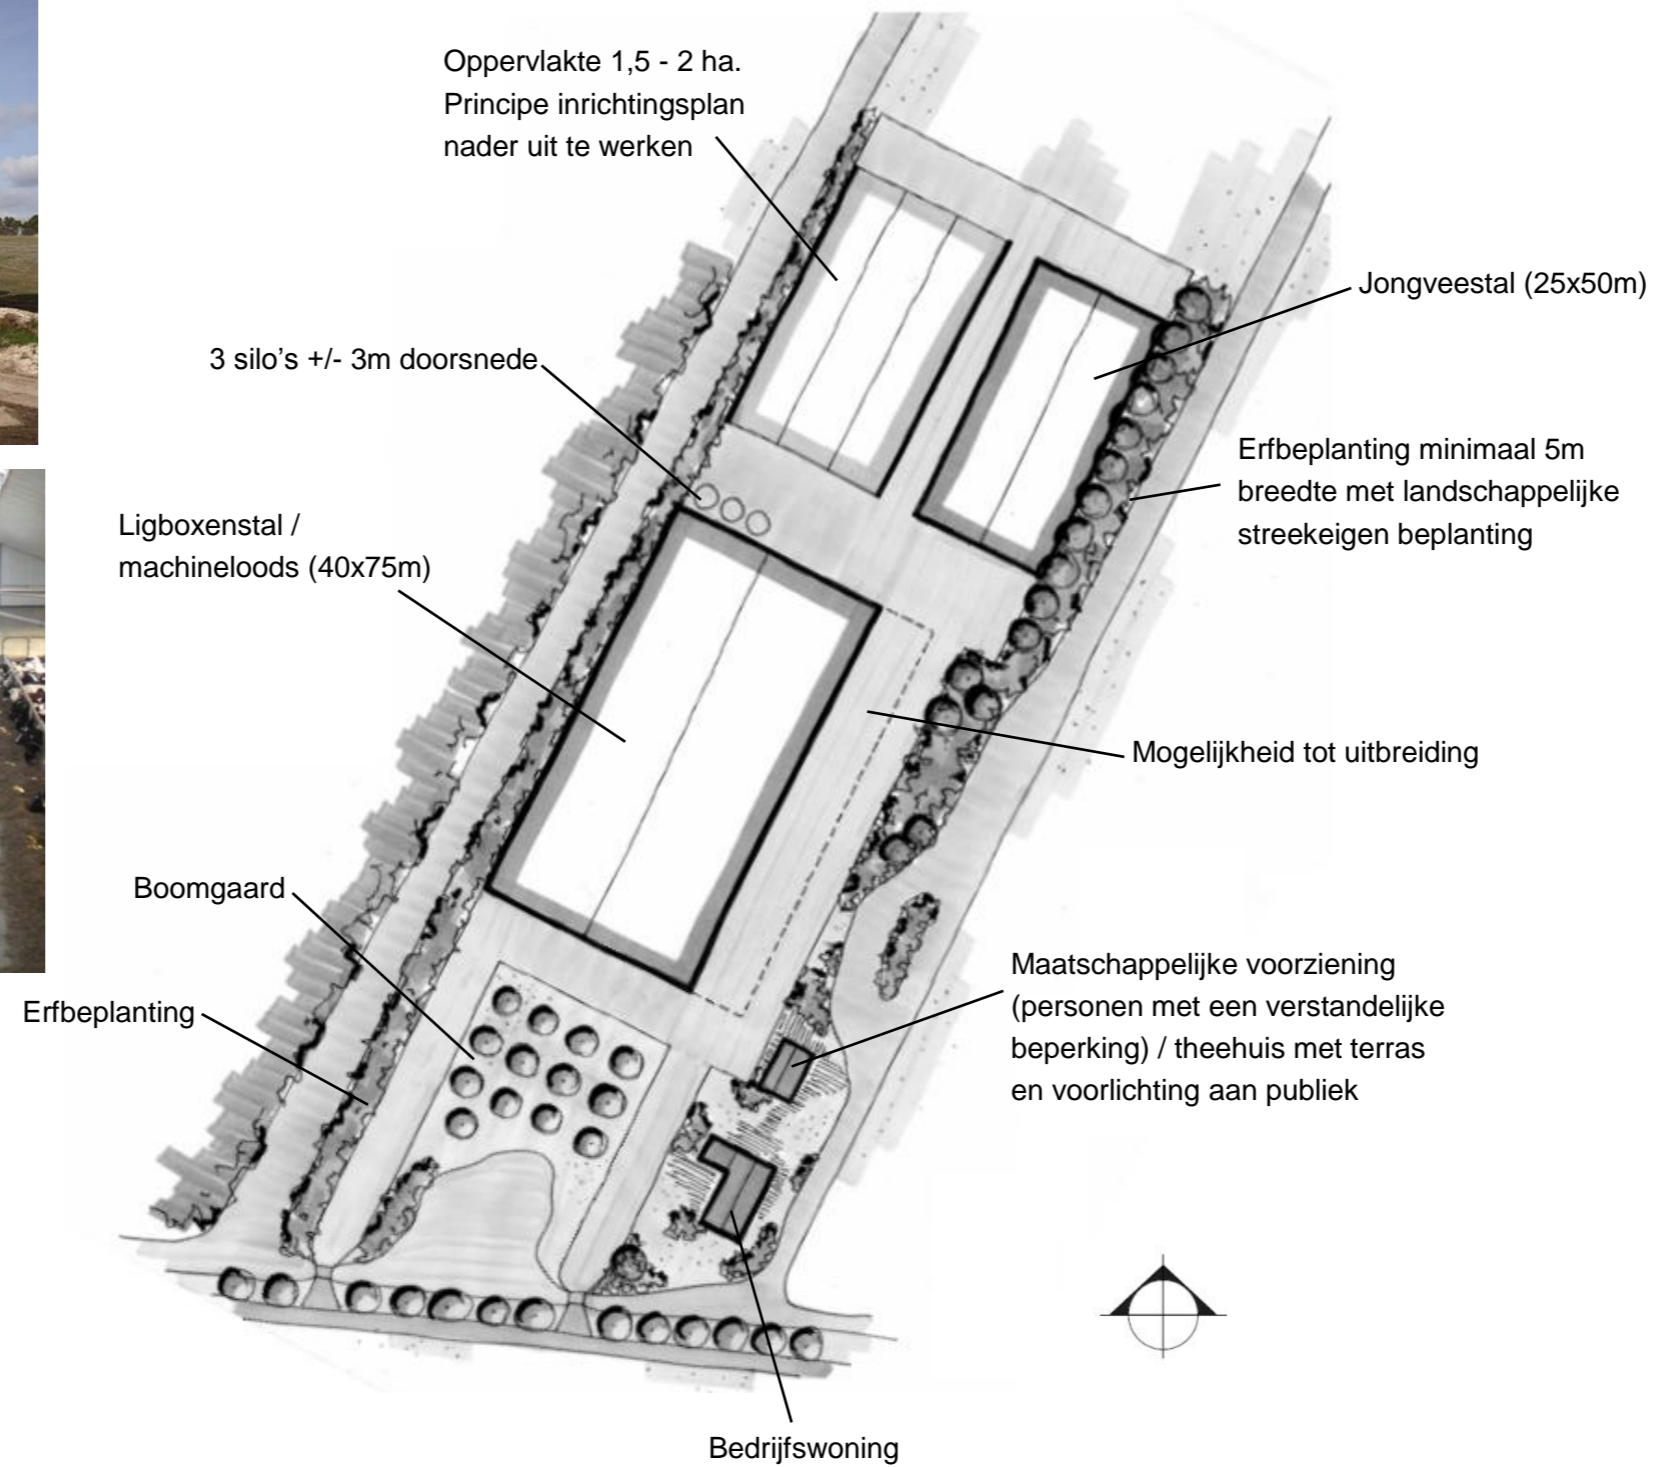 Oppervlakte 1,5 - 2 ha.
Principe inrichtingsplan
nader uit te werken
Jongveestal (25x50m)
3 silo's +/- 3m doorsnede
Erfbeplanting minimaal 5m
breedte met landschappelijke
streekeigen beplanting
Ligboxenstal /
machineloods (40x75m)
Mogelijkheid tot uitbreiding
Boomgaard
Maatschappelijke voorziening
(personen met een verstandelijke
beperking) / theehuis met terras
en voorlichting aan publiek
Erfbeplanting
Bedrijfswoning